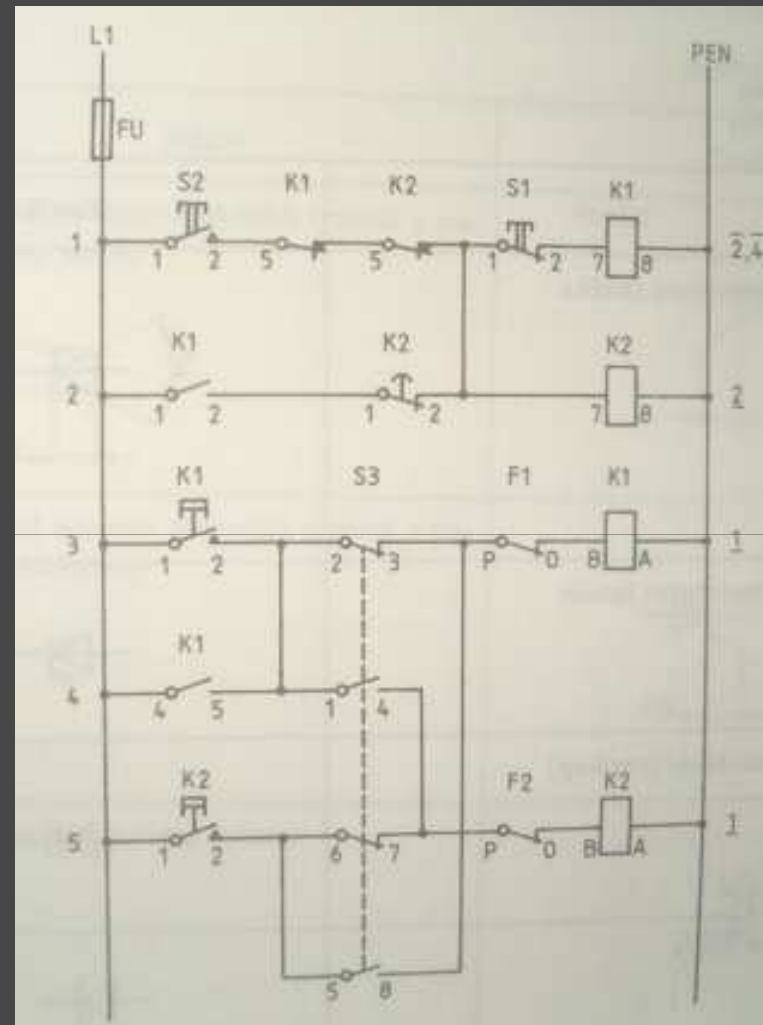 L1 PEN
FU
S2 K1 K2 S1 K1
1 1 2 5 5 1 2 7 8 2,4
K1 K2 K2
2 1 2 1 2 7 8 2
K1 S3 F1 K1
3 1 2 2 3 P O B A 1
K1
4 4 5 1 4
K2 F2 K2
5 1 2 6 7 P O B A 1
5 8